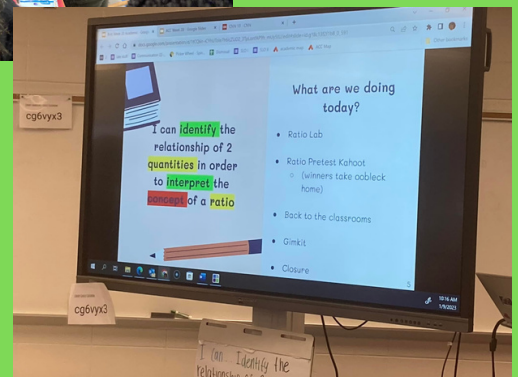 cg6vyx3
I can identify the
relationship of 2
quantities in order
to interpret the
concept of a ratio
What are we doing
today?
• Ratio Lab
• Ratio Pretest Kahoot
○ (winners take oobleck
home)
• Back to the classrooms
• Gimkit
• Closure
5
10:16 AM
1/9/2023
cg6vyx3
I can Identify the